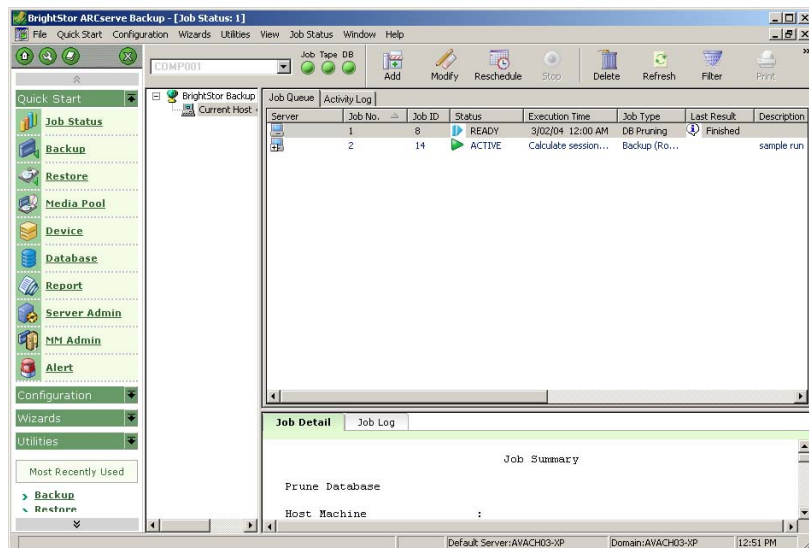 BrightStor ARCserve Backup - [Job Status: 1]
File Quick Start Configuration Wizards Utilities View Job Status Window Help
COMP001
Job Tape DB
Add Modify Reschedule Stop Delete Refresh Filter Print
Quick Start
Job Status
Backup
Restore
Media Pool
Device
Database
Report
Server Admin
MM Admin
Alert
Configuration
Wizards
Utilities
Most Recently Used
Backup
Restore
BrightStor Backup
Current Host
Job Queue Activity Log
Server Job No. Job ID Status Execution Time Job Type Last Result Description
1 8 READY 3/02/04 12:00 AM DB Pruning Finished
2 14 ACTIVE Calculate session... Backup (Ro... sample run
Job Detail Job Log
Job Summary
Prune Database
Host Machine :
Default Server:AVACH03-XP Domain:AVACH03-XP 12:51 PM